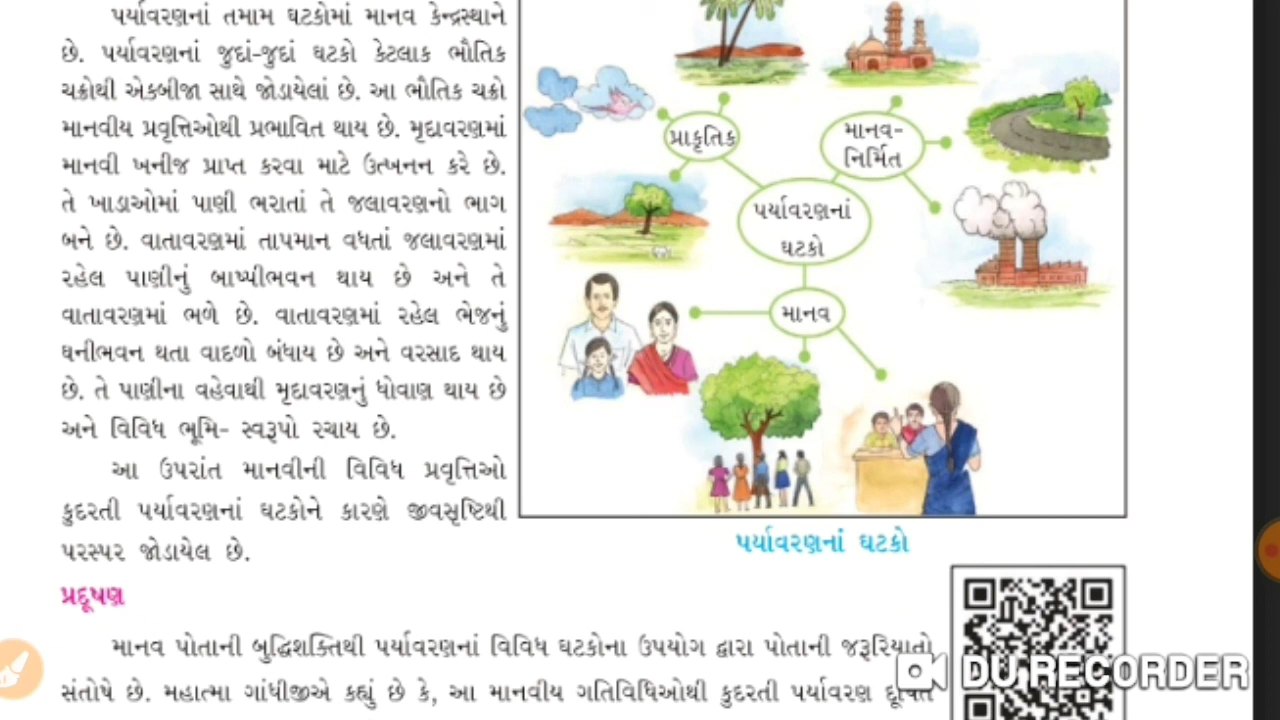 પર્યાવરણનાં તમામ ઘટકોમાં માનવ કેન્દ્રસ્થાને
છે. પર્યાવરણનાં જુદાં-જુદાં ઘટકો કેટલાક ભૌતિક
ચક્રોથી એકબીજા સાથે જોડાયેલાં છે. આ ભૌતિક ચક્રો
માનવીય પ્રવૃત્તિઓથી પ્રભાવિત થાય છે. મૃદાવરણમાં
માનવી ખનીજ પ્રાપ્ત કરવા માટે ઉત્ખનન કરે છે.
તે ખાડાઓમાં પાણી ભરાતાં તે જલાવરણનો ભાગ
બને છે. વાતાવરણમાં તાપમાન વધતાં જલાવરણમાં
રહેલ પાણીનું બાષ્પીભવન થાય છે અને તે
વાતાવરણમાં ભળે છે. વાતાવરણમાં રહેલ ભેજનું
ઘનીભવન થતા વાદળો બંધાય છે અને વરસાદ થાય
છે. તે પાણીના વહેવાથી મૃદાવરણનું ધોવાણ થાય છે
અને વિવિધ ભૂમિ- સ્વરૂપો રચાય છે.
આ ઉપરાંત માનવીની વિવિધ પ્રવૃત્તિઓ
કુદરતી પર્યાવરણનાં ઘટકોને કારણે જીવસૃષ્ટિથી
પરસ્પર જોડાયેલ છે.
પ્રાકૃતિક
માનવ-
નિર્મિત
પર્યાવરણનાં
ઘટકો
માનવ
પર્યાવરણનાં ઘટકો
પ્રદૂષણ
માનવ પોતાની બુદ્ધિશક્તિથી પર્યાવરણનાં વિવિધ ઘટકોના ઉપયોગ દ્વારા પોતાની જરૂરિયાતો
સંતોષે છે. મહાત્મા ગાંધીજીએ કહ્યું છે કે, આ માનવીય ગતિવિધિઓથી કુદરતી પર્યાવરણ
DU RECORDER